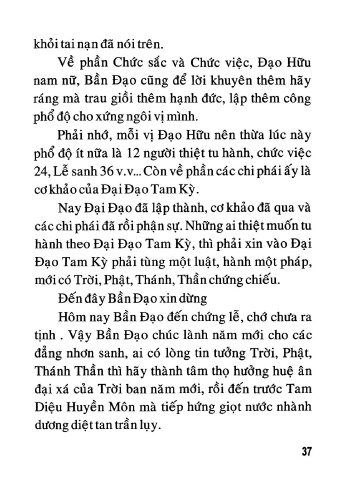 khỏi tai nạn đã nói trên.
Về phần Chức sắc và Chức việc, Đạo Hữu
nam nữ, Bần Đạo cũng để lời khuyên thêm hãy
ráng mà trau giồi thêm hạnh đức, lập thêm công
phổ độ cho xứng ngôi vị mình.
Phải nhớ, mỗi vị Đạo Hữu nên thừa lúc này
phổ độ ít nữa là 12 người thiệt tu hành, chức việc
24, Lễ sanh 36 v.v... Còn về phần các chi phái ấy là
cơ khảo của Đại Đạo Tam Kỳ.
Nay Đại Đạo đã lập thành, cơ khảo đã qua và
các chi phái đã rồi phận sự. Những ai thiệt muốn tu
hành theo Đại Đạo Tam Kỳ, thì phải xin vào Đại
Đạo Tam Kỳ phải tùng một luật, hành một pháp,
mới có Trời, Phật, Thánh, Thần chứng chiếu.
Đến đây Bần Đạo xin dừng
Hôm nay Bần Đạo đến chứng lễ, chớ chưa ra
tịnh . Vậy Bần Đạo chúc lành năm mới cho các
đẳng nhơn sanh, ai có lòng tin tưởng Trời, Phật,
Thánh Thần thì hãy thành tâm thọ hưởng huệ ân
đại xá của Trời ban năm mới, rồi đến trước Tam
Diệu Huyền Môn mà tiếp hứng giọt nước nhành
dương diệt tan trần lụy.
37